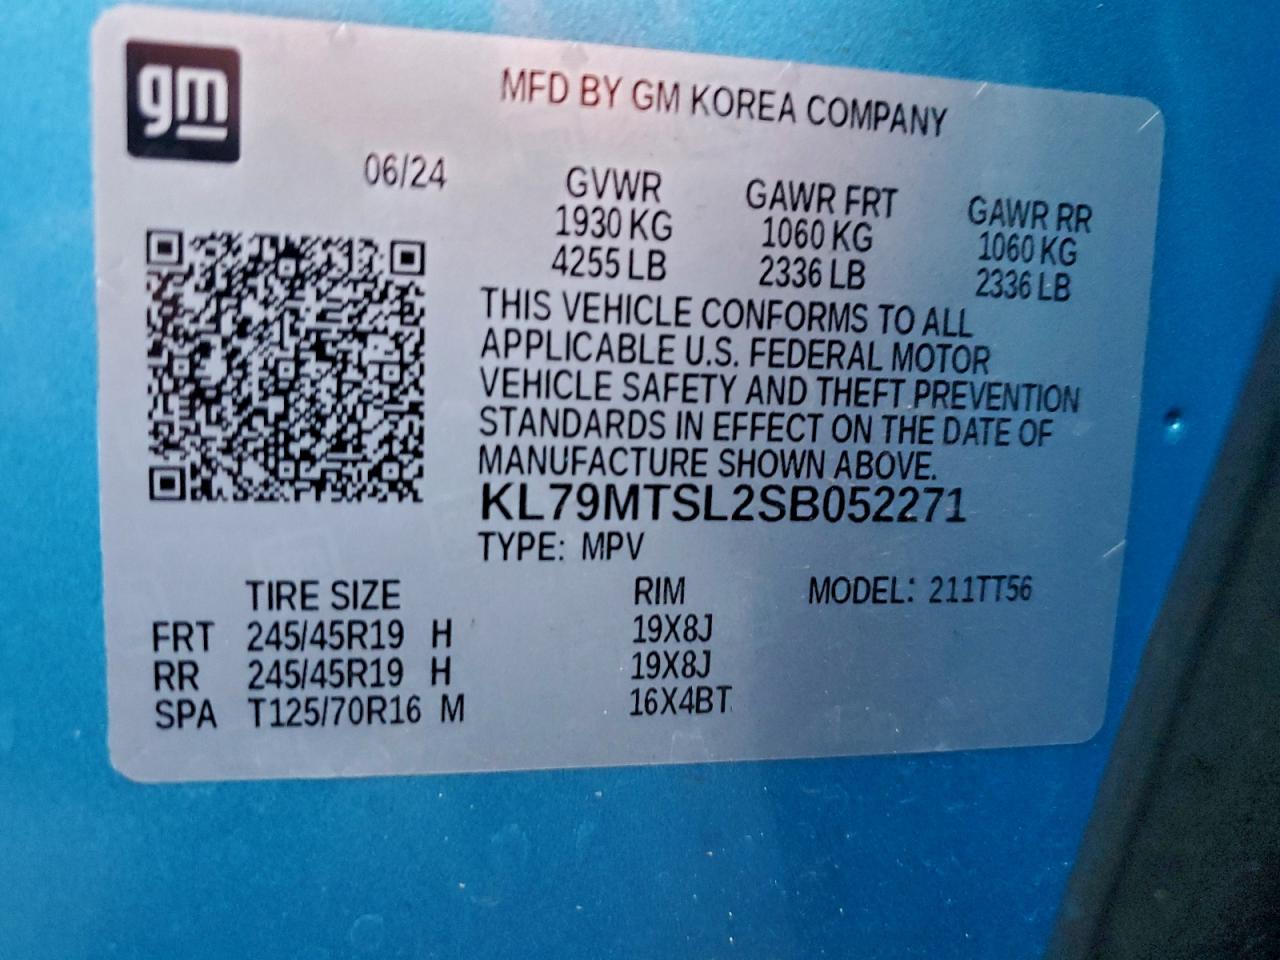 gm
MFD BY GM KOREA COMPANY
06/24
GVWR GAWR FRT GAWR RR
1930 KG 1060 KG 1060 KG
4255 LB 2336 LB 2336 LB
THIS VEHICLE CONFORMS TO ALL
APPLICABLE U.S. FEDERAL MOTOR
VEHICLE SAFETY AND THEFT PREVENTION
STANDARDS IN EFFECT ON THE DATE OF
MANUFACTURE SHOWN ABOVE.
KL79MTSL2SB052271
TYPE: MPV
TIRE SIZE RIM MODEL: 211TT56
FRT 245/45R19 H 19X8J
RR 245/45R19 H 19X8J
SPA T125/70R16 M 16X4BT